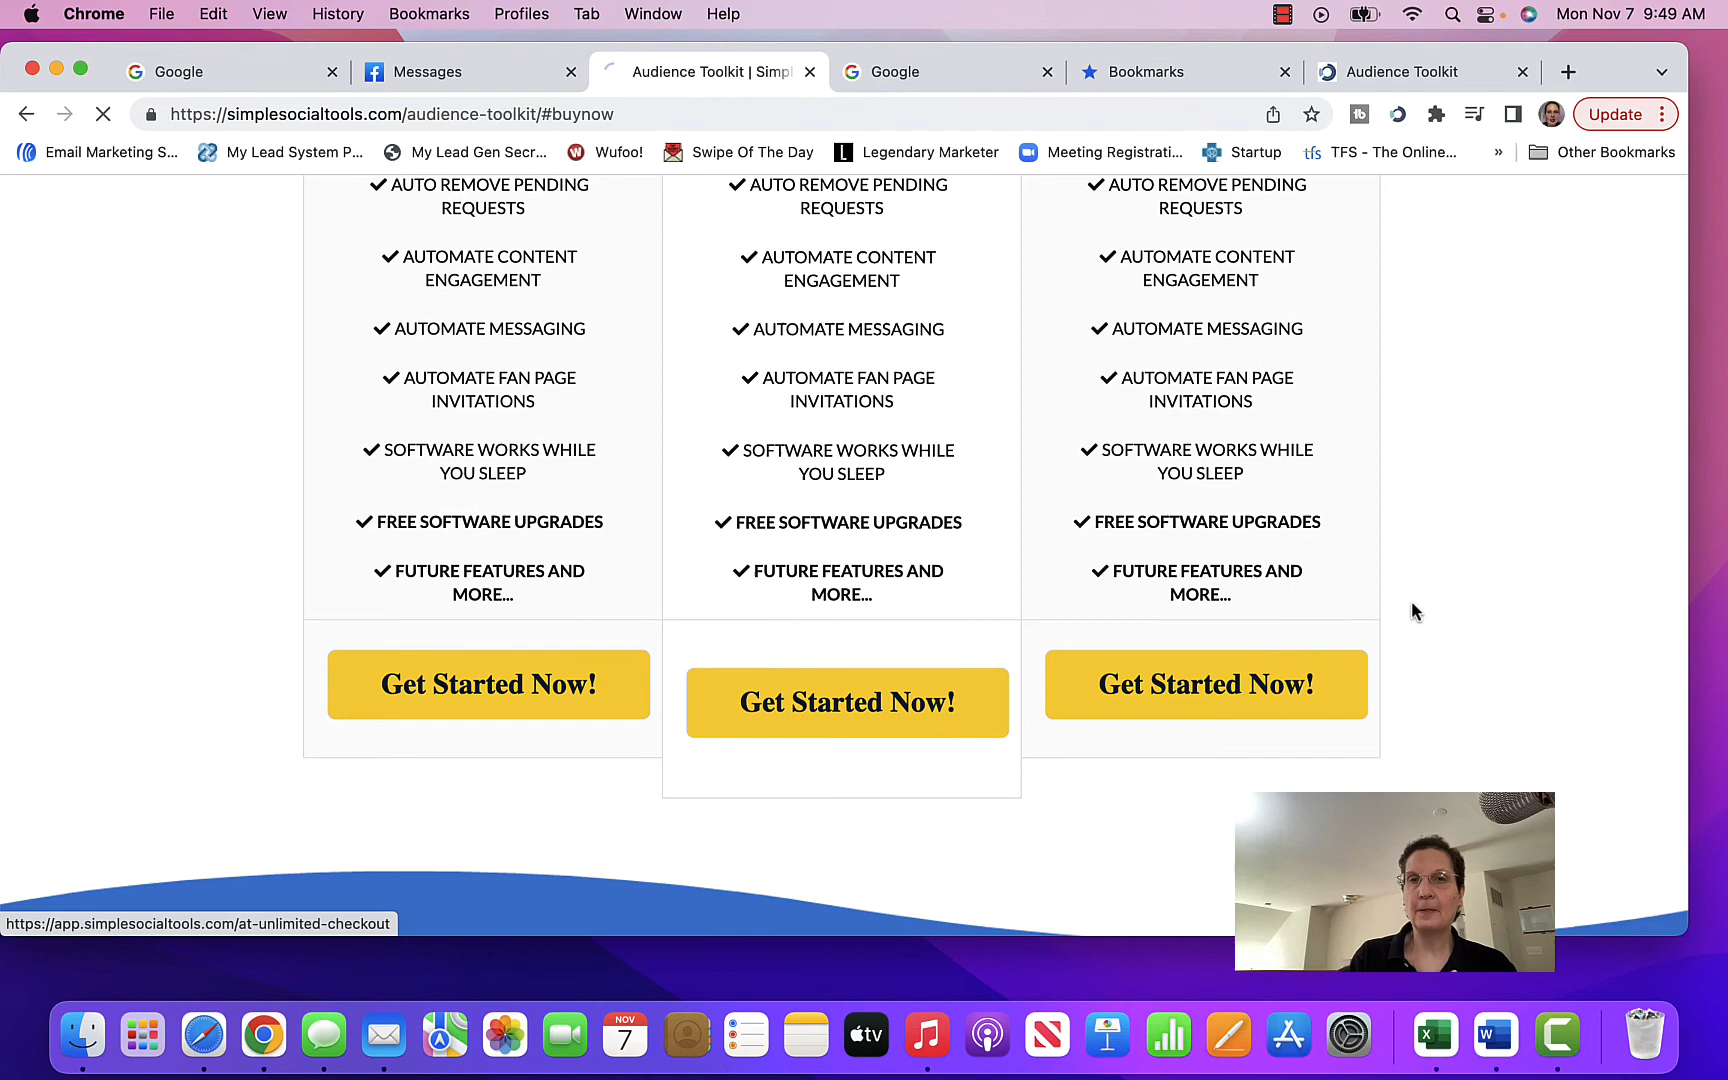 Chrome File Edit View History Bookmarks Profiles Tab Window Help Mon Nov 7 9:49 AM
Google Messages Audience Toolkit | Simpl Google Bookmarks Audience Toolkit
https://simplesocialtools.com/audience-toolkit/#buynow tb Update
Email Marketing S... My Lead System P... My Lead Gen Secr... Wufoo! Swipe Of The Day Legendary Marketer Meeting Registrati... Startup tfs TFS - The Online... » Other Bookmarks
AUTO REMOVE PENDING AUTO REMOVE PENDING AUTO REMOVE PENDING
REQUESTS REQUESTS REQUESTS
AUTOMATE CONTENT AUTOMATE CONTENT AUTOMATE CONTENT
ENGAGEMENT ENGAGEMENT ENGAGEMENT
AUTOMATE MESSAGING AUTOMATE MESSAGING AUTOMATE MESSAGING
AUTOMATE FAN PAGE AUTOMATE FAN PAGE AUTOMATE FAN PAGE
INVITATIONS INVITATIONS INVITATIONS
SOFTWARE WORKS WHILE SOFTWARE WORKS WHILE SOFTWARE WORKS WHILE
YOU SLEEP YOU SLEEP YOU SLEEP
FREE SOFTWARE UPGRADES FREE SOFTWARE UPGRADES FREE SOFTWARE UPGRADES
FUTURE FEATURES AND FUTURE FEATURES AND FUTURE FEATURES AND
MORE... MORE... MORE...
Get Started Now! Get Started Now! Get Started Now!
https://app.simplesocialtools.com/at-unlimited-checkout
NOV
7
tv